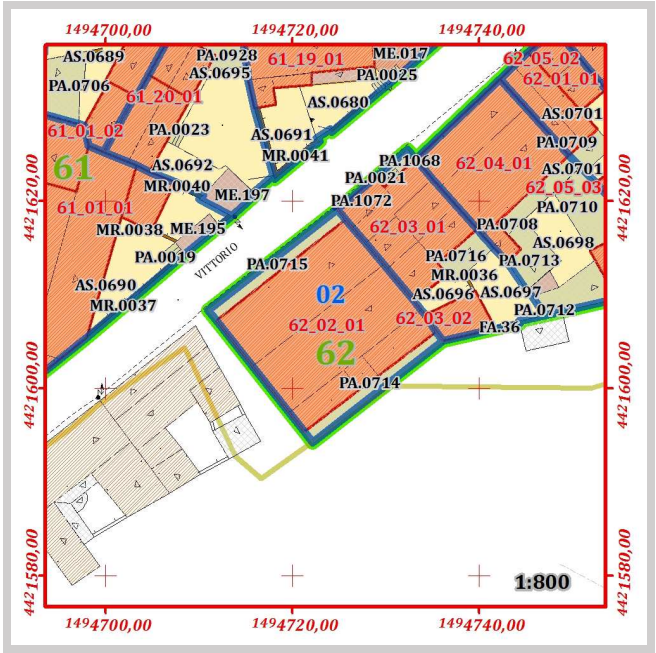 1494700,00 1494720,00 1494740,00
AS.0689 PA.0928 61_19_01 ME.017 62_05_02
PA.0706 AS.0695 PA.0025 62_01_01
61_20_01 AS.0680 AS.0701
61_01_02 PA.0023 AS.0691 PA.0709
61 AS.0692 MR.0041 PA.1068 62_04_01 AS.0701
MR.0040 ME.197 PA.0021 62_05_03
4421620,00 61_01_01 PA.1072 PA.0710 4421620,00
MR.0038 ME.195 62_03_01 PA.0708
PA.0019 VITTORIO PA.0715 PA.0716 PA.0713 AS.0698
AS.0690 MR.0036
MR.0037 02 AS.0696 AS.0697
62_02_01 62_03_02 FA.36 PA.0712
62
4421600,00 PA.0714 4421600,00
4421580,00 1:800 4421580,00
1494700,00 1494720,00 1494740,00